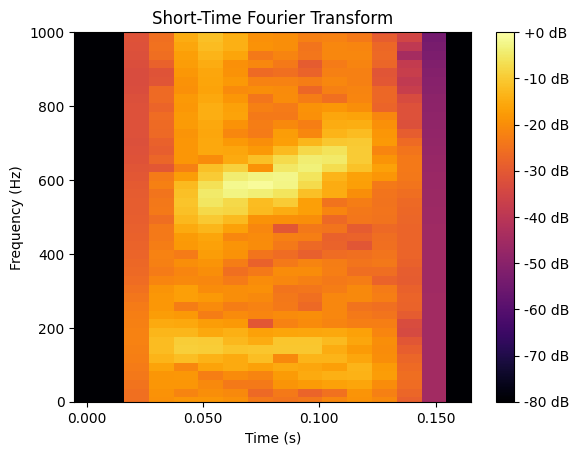 Short-Time Fourier Transform
Frequency (Hz)
1000
800
600
400
200
0
0.000 0.050 0.100 0.150
Time (s)
+0 dB
-10 dB
-20 dB
-30 dB
-40 dB
-50 dB
-60 dB
-70 dB
-80 dB